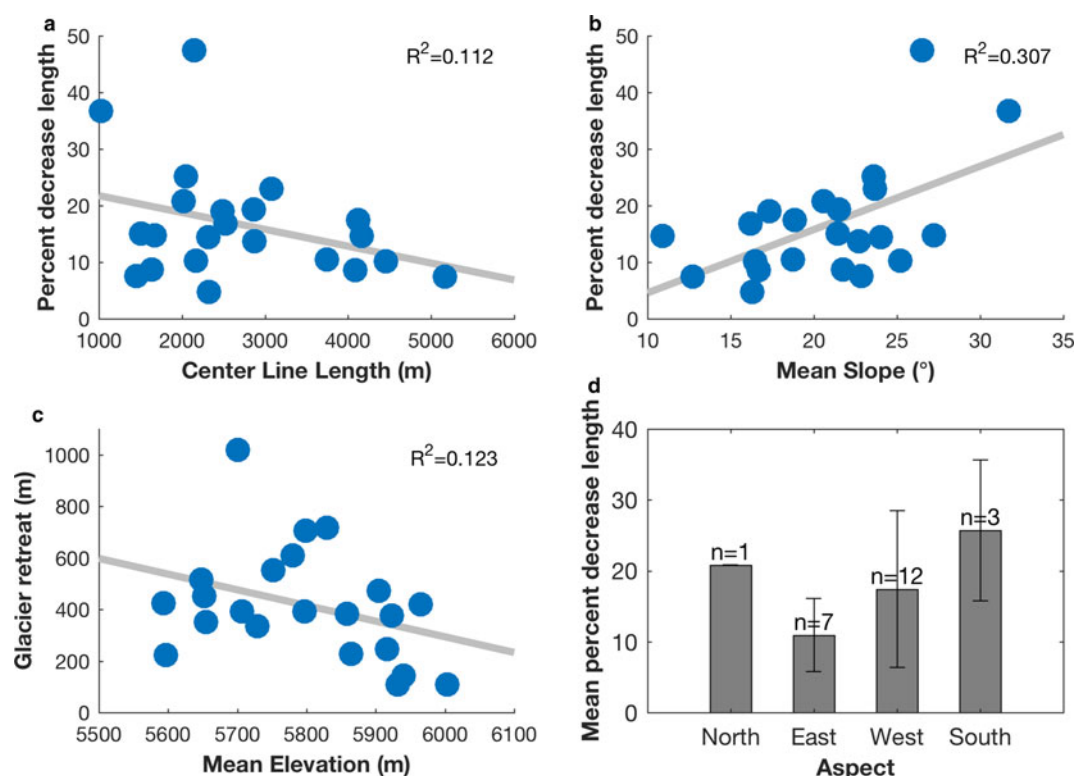 a
R²=0.112
50
40
30
20
10
0
Percent decrease length
1000 2000 3000 4000 5000 6000
Center Line Length (m)
b
R²=0.307
50
40
30
20
10
0
Percent decrease length
10 15 20 25 30 35
Mean Slope (°)
c
R²=0.123
1000
800
600
400
200
0
Glacier retreat (m)
5500 5600 5700 5800 5900 6000 6100
Mean Elevation (m)
d
40
30
20
10
0
Mean percent decrease length
n=1
n=7
n=12
n=3
North East West South
Aspect